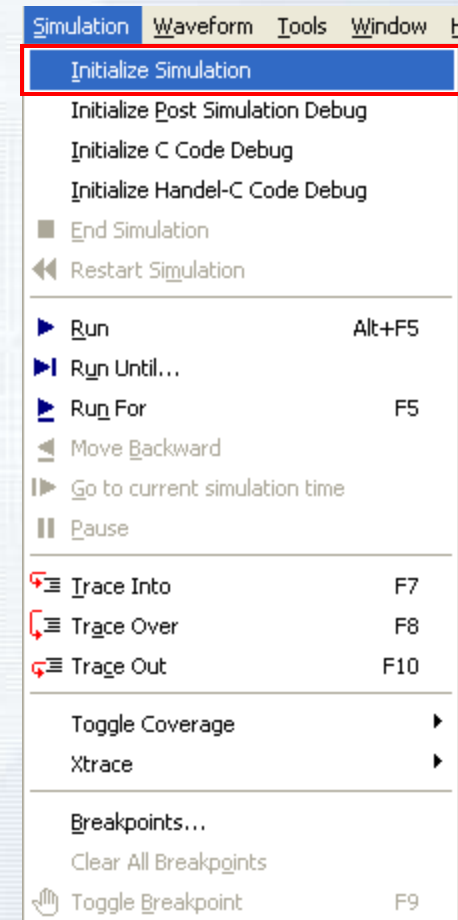 Simulation Waveform Tools Window
Initialize Simulation
Initialize Post Simulation Debug
Initialize C Code Debug
Initialize Handel-C Code Debug
End Simulation
Restart Simulation
Run Alt+F5
Run Until...
Run For F5
Move Backward
Go to current simulation time
Pause
Trace Into F7
Trace Over F8
Trace Out F10
Toggle Coverage
Xtrace
Breakpoints...
Clear All Breakpoints
Toggle Breakpoint F9